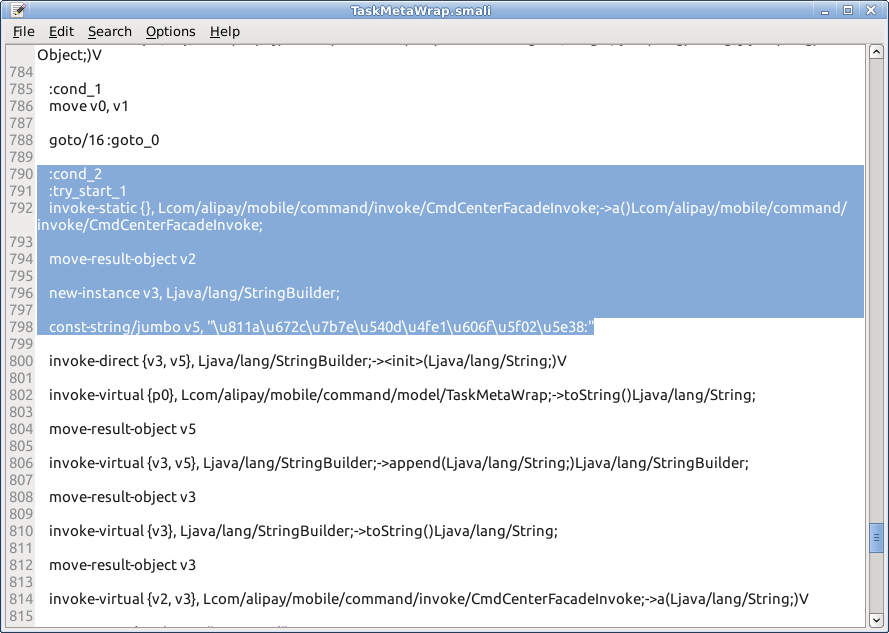 TaskMetaWrap.smali
File Edit Search Options Help
Object;)V
784
785 :cond_1
786 move v0, v1
787
788 goto/16 :goto_0
789
790 :cond_2
791 :try_start_1
792 invoke-static {}, Lcom/alipay/mobile/command/invoke/CmdCenterFacadeInvoke;->a()Lcom/alipay/mobile/command/
invoke/CmdCenterFacadeInvoke;
793
794 move-result-object v2
795
796 new-instance v3, Ljava/lang/StringBuilder;
797
798 const-string/jumbo v5, "\u811a\u672c\u7b7e\u540d\u4fe1\u606f\u5f02\u5e38:"
799
800 invoke-direct {v3, v5}, Ljava/lang/StringBuilder;-><init>(Ljava/lang/String;)V
801
802 invoke-virtual {p0}, Lcom/alipay/mobile/command/model/TaskMetaWrap;->toString()Ljava/lang/String;
803
804 move-result-object v5
805
806 invoke-virtual {v3, v5}, Ljava/lang/StringBuilder;->append(Ljava/lang/String;)Ljava/lang/StringBuilder;
807
808 move-result-object v3
809
810 invoke-virtual {v3}, Ljava/lang/StringBuilder;->toString()Ljava/lang/String;
811
812 move-result-object v3
813
814 invoke-virtual {v2, v3}, Lcom/alipay/mobile/command/invoke/CmdCenterFacadeInvoke;->a(Ljava/lang/String;)V
815